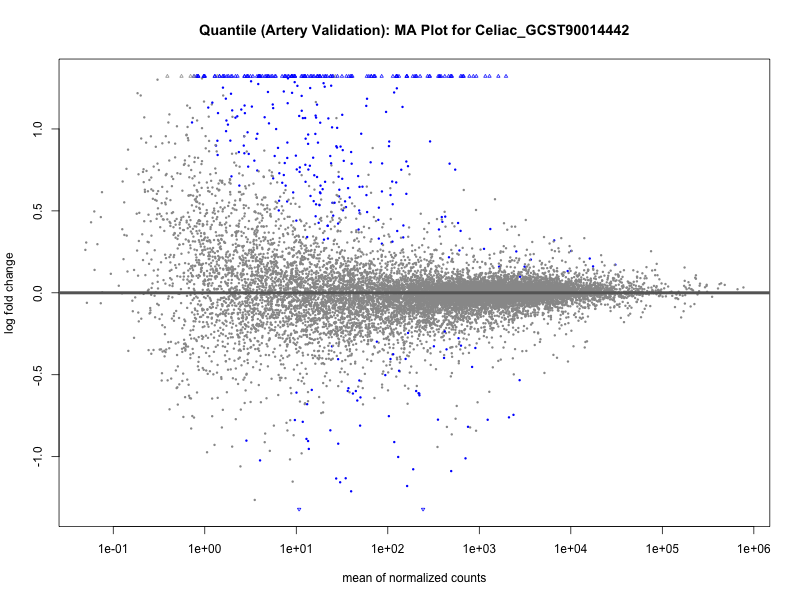 Quantile (Artery Validation): MA Plot for Celiac_GCST90014442
log fold change
1.0
0.5
0.0
-0.5
-1.0
1e-01 1e+00 1e+01 1e+02 1e+03 1e+04 1e+05 1e+06
mean of normalized counts